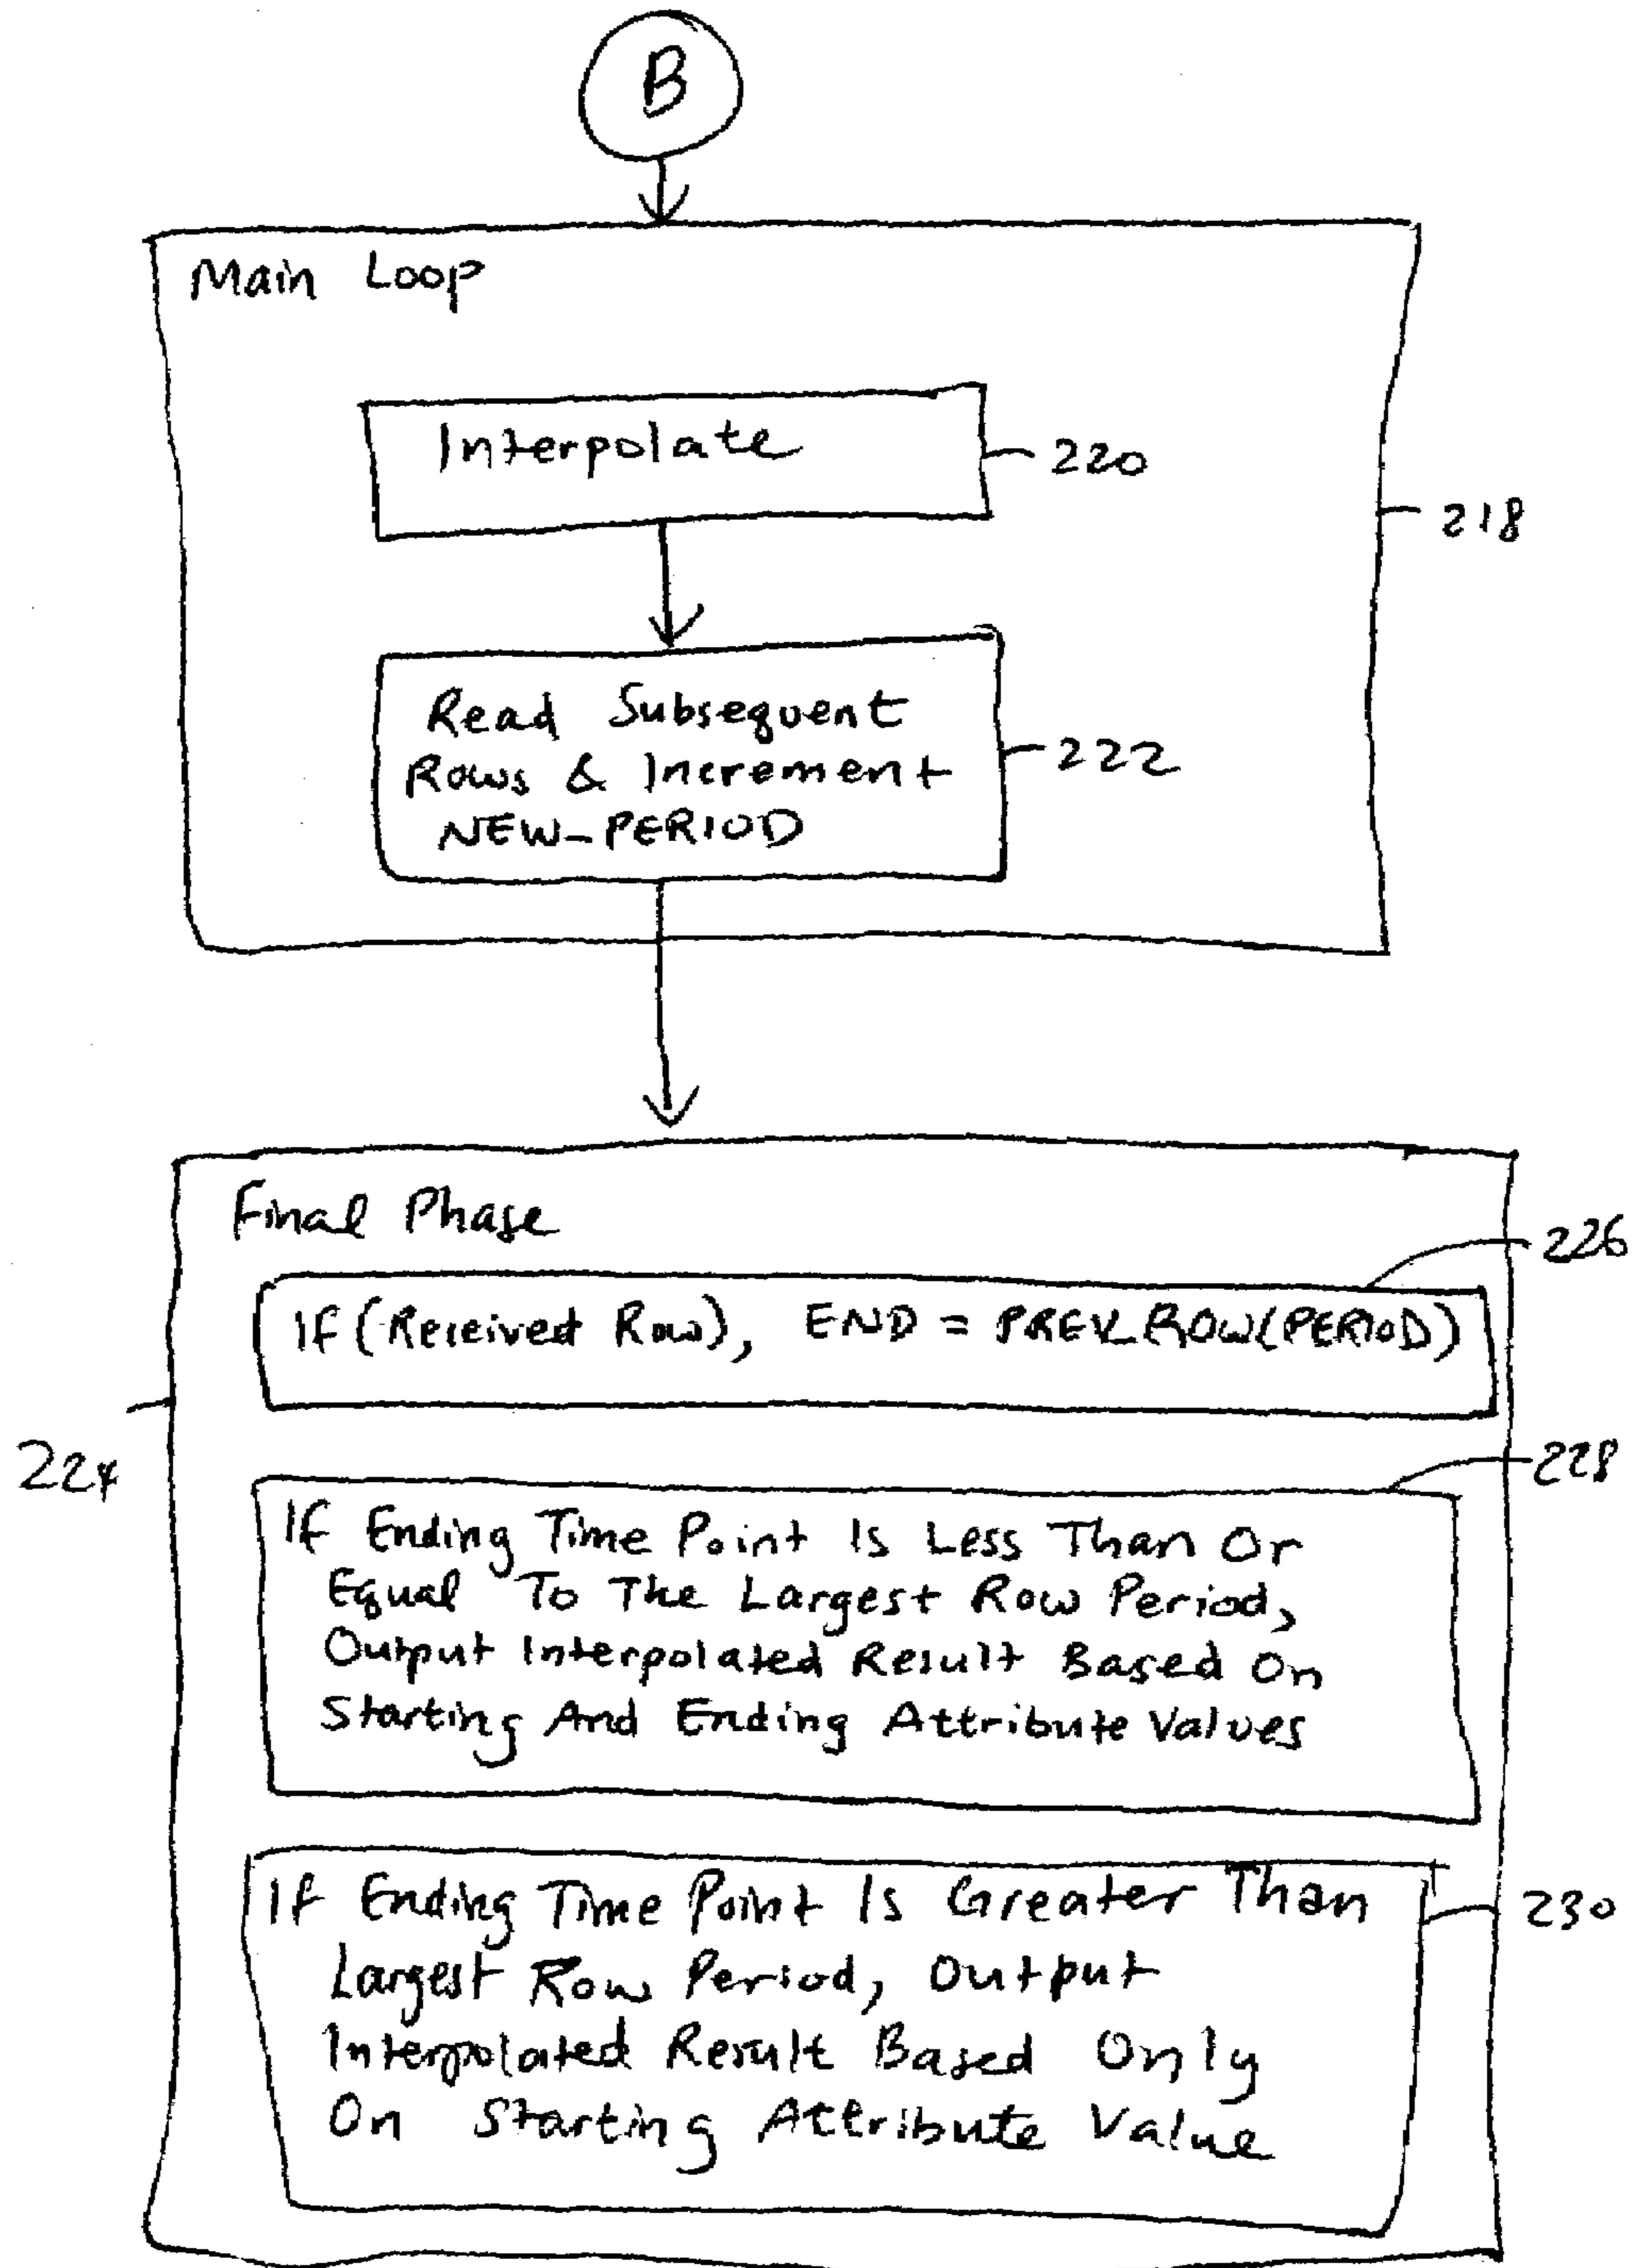 B
Main Loop
Interpolate
220
218
Read Subsequent
Rows & Increment
NEW_PERIOD
222
Final Phase
226
If (Received Row), END = PREV_ROW(PERIOD)
224
228
If Ending Time Point Is Less Than Or
Equal To The Largest Row Period,
Output Interpolated Result Based On
Starting And Ending Attribute Values
If Ending Time Point Is Greater Than
230
Largest Row Period, Output
Interpolated Result Based Only
On Starting Attribute Value